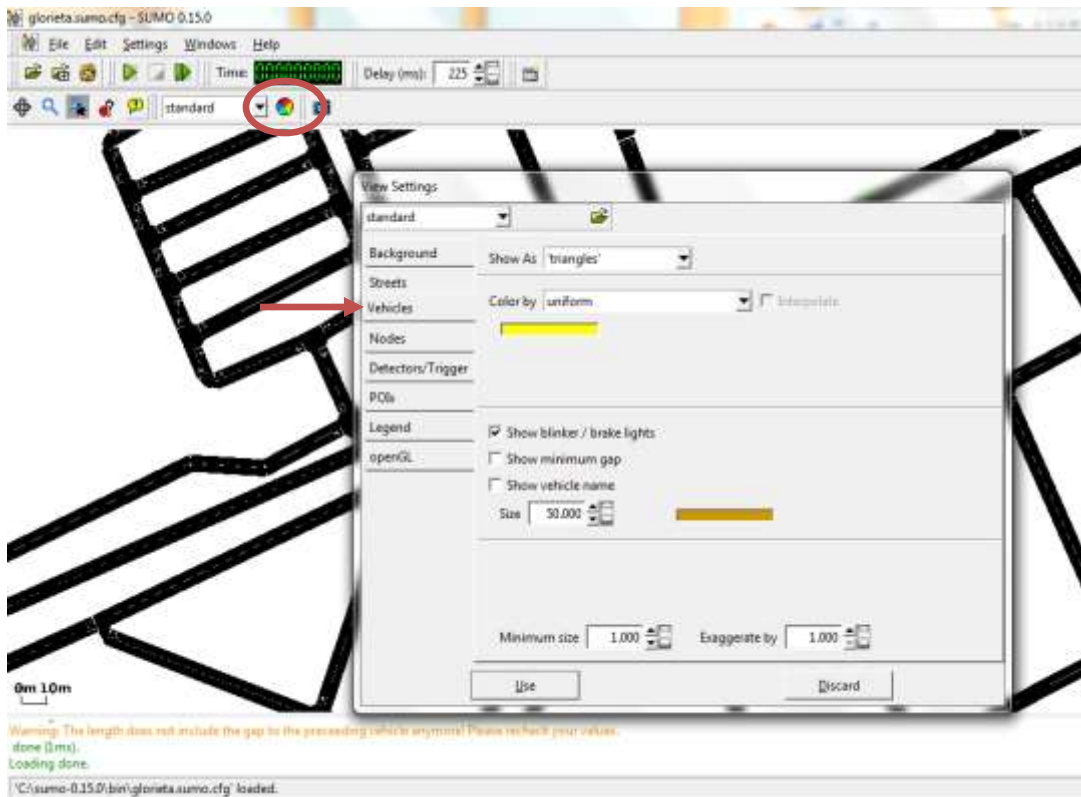 glorieta.sumo.cfg - SUMO 0.15.0
File Edit Settings Windows Help
Time: Delay (ms): 225
standard
View Settings
standard
Background
Streets
Vehicles
Nodes
Detectors/Trigger
POIs
Legend
openGL
Show As 'triangles'
Color by uniform Interpolate
Show blinker / brake lights
Show minimum gap
Show vehicle name
Size 50.000
Minimum size 1.000 Exaggerate by 1.000
Use Discard
0m 10m
Warning: The length does not include the gap to the preceeding vehicle anymore! Please recheck your values.
done (1ms).
Loading done.
'C:\sumo-0.15.0\bin\glorieta.sumo.cfg' loaded.